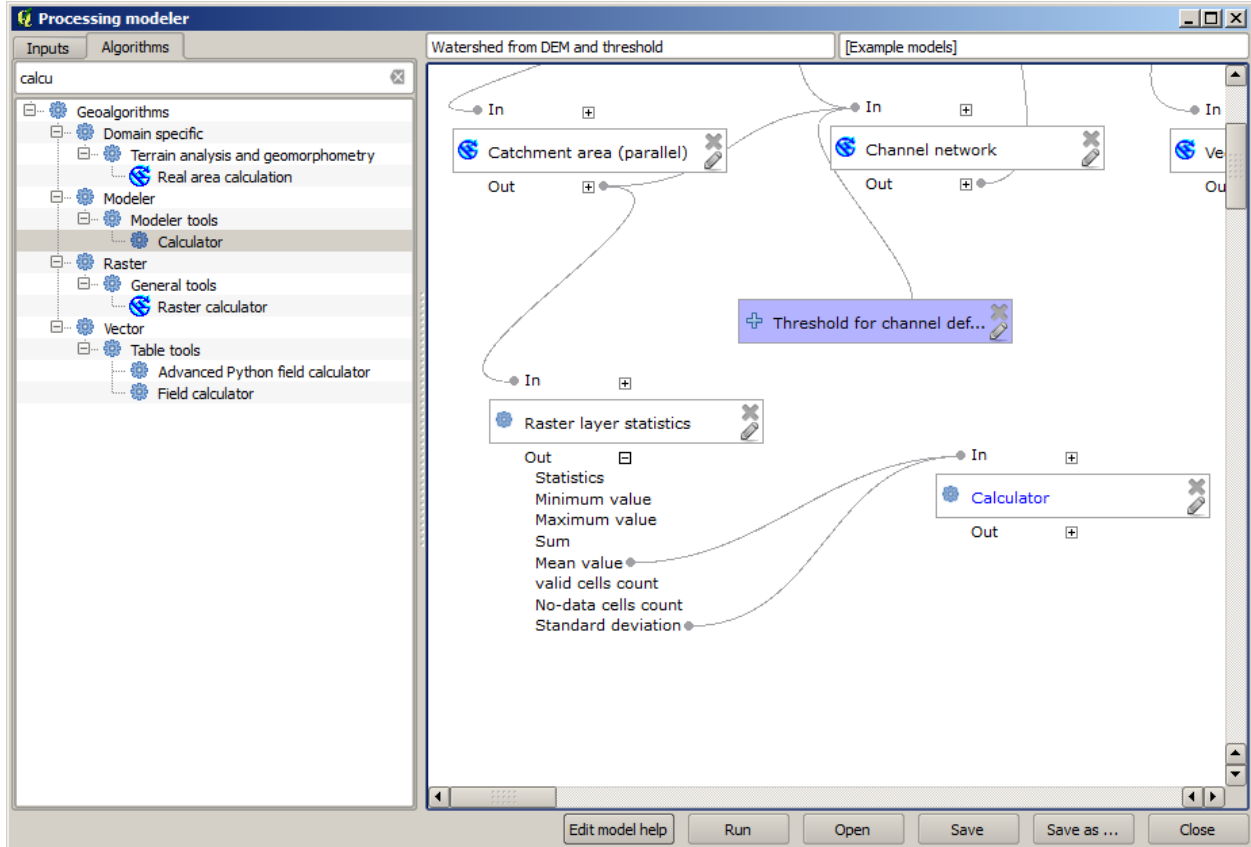 Processing modeler
Inputs
Algorithms
calcu
Geoalgorithms
Domain specific
Terrain analysis and geomorphometry
Real area calculation
Modeler
Modeler tools
Calculator
Raster
General tools
Raster calculator
Vector
Table tools
Advanced Python field calculator
Field calculator
Watershed from DEM and threshold
[Example models]
In
Catchment area (parallel)
Out
In
Channel network
Out
In
Threshold for channel def...
In
Raster layer statistics
Out
Statistics
Minimum value
Maximum value
Sum
Mean value
valid cells count
No-data cells count
Standard deviation
In
Calculator
Out
Edit model help
Run
Open
Save
Save as ...
Close